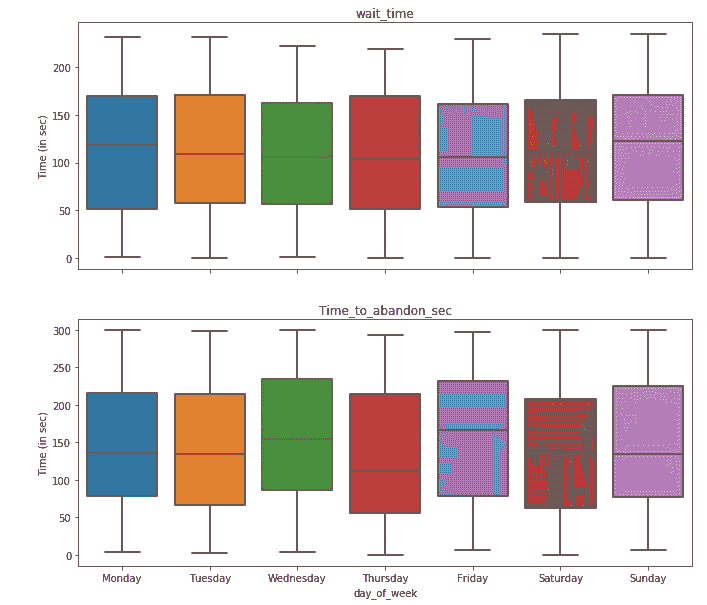 wait_time
Time (in sec)
200
150
100
50
0
Time_to_abandon_sec
Time (in sec)
300
250
200
150
100
50
0
Monday Tuesday Wednesday Thursday Friday Saturday Sunday
day_of_week